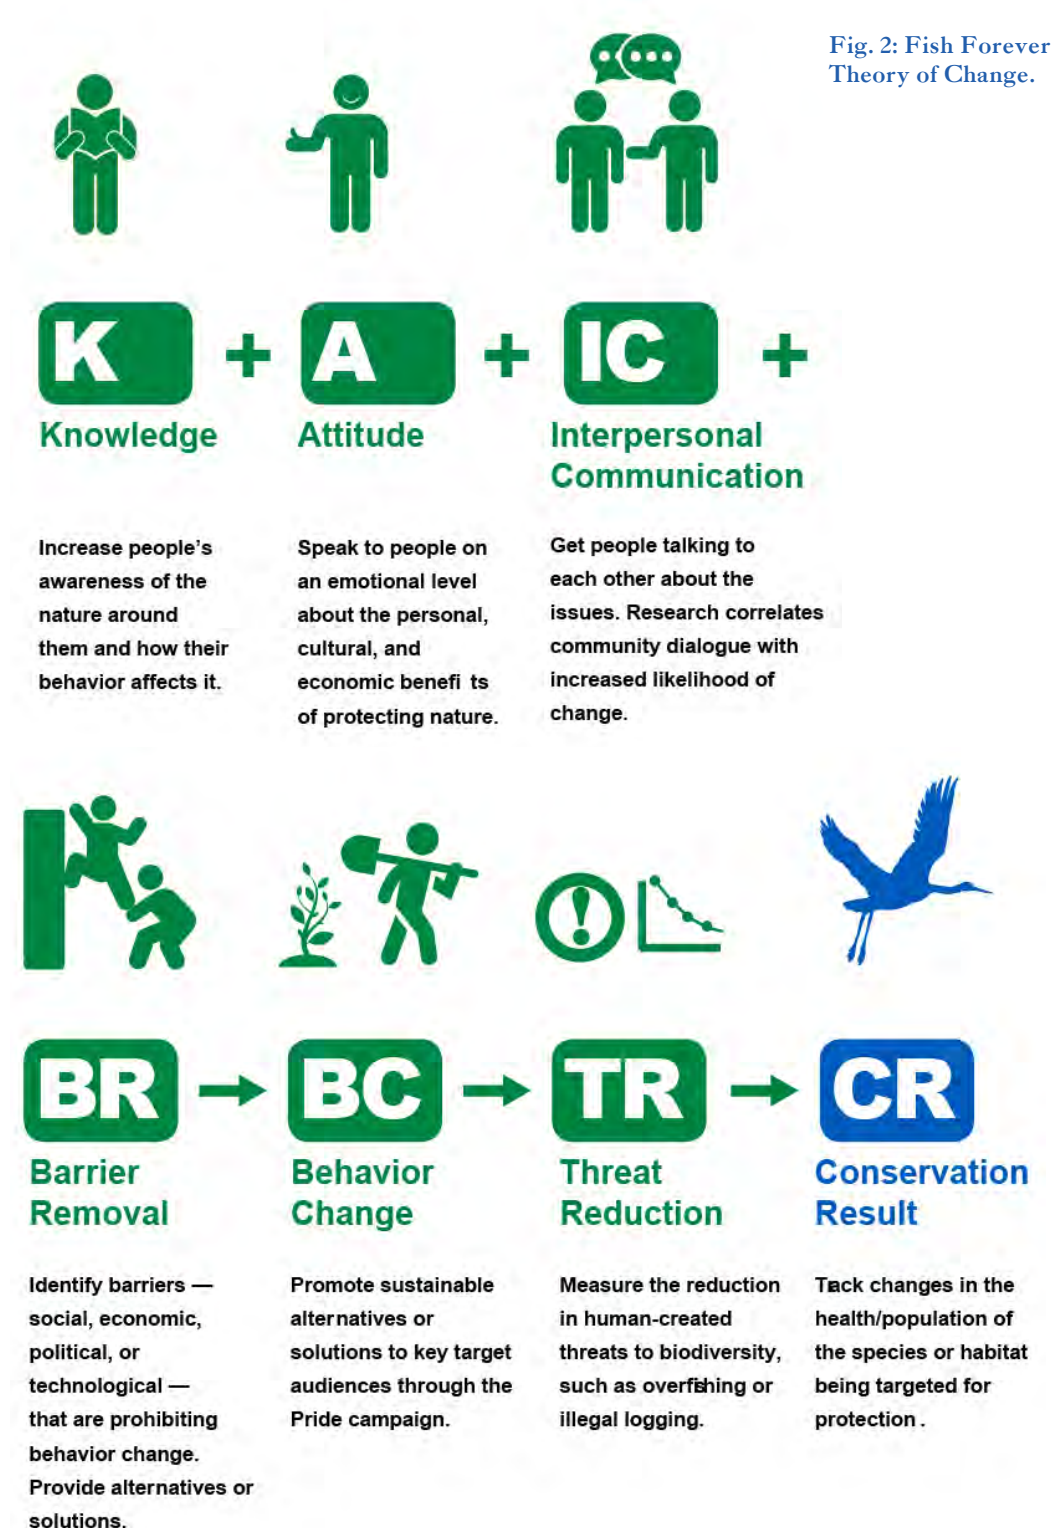 Fig. 2: Fish Forever
Theory of Change.
K + A + IC +
Knowledge
Attitude
Interpersonal
Communication
Increase people's
awareness of the
nature around
them and how their
behavior affects it.
Speak to people on
an emotional level
about the personal,
cultural, and
economic benefi ts
of protecting nature.
Get people talking to
each other about the
issues. Research correlates
community dialogue with
increased likelihood of
change.
BR → BC → TR → CR
Barrier
Removal
Behavior
Change
Threat
Reduction
Conservation
Result
Identify barriers —
social, economic,
political, or
technological —
that are prohibiting
behavior change.
Provide alternatives or
solutions.
Promote sustainable
alternatives or
solutions to key target
audiences through the
Pride campaign.
Measure the reduction
in human-created
threats to biodiversity,
such as overfishing or
illegal logging.
Track changes in the
health/population of
the species or habitat
being targeted for
protection .